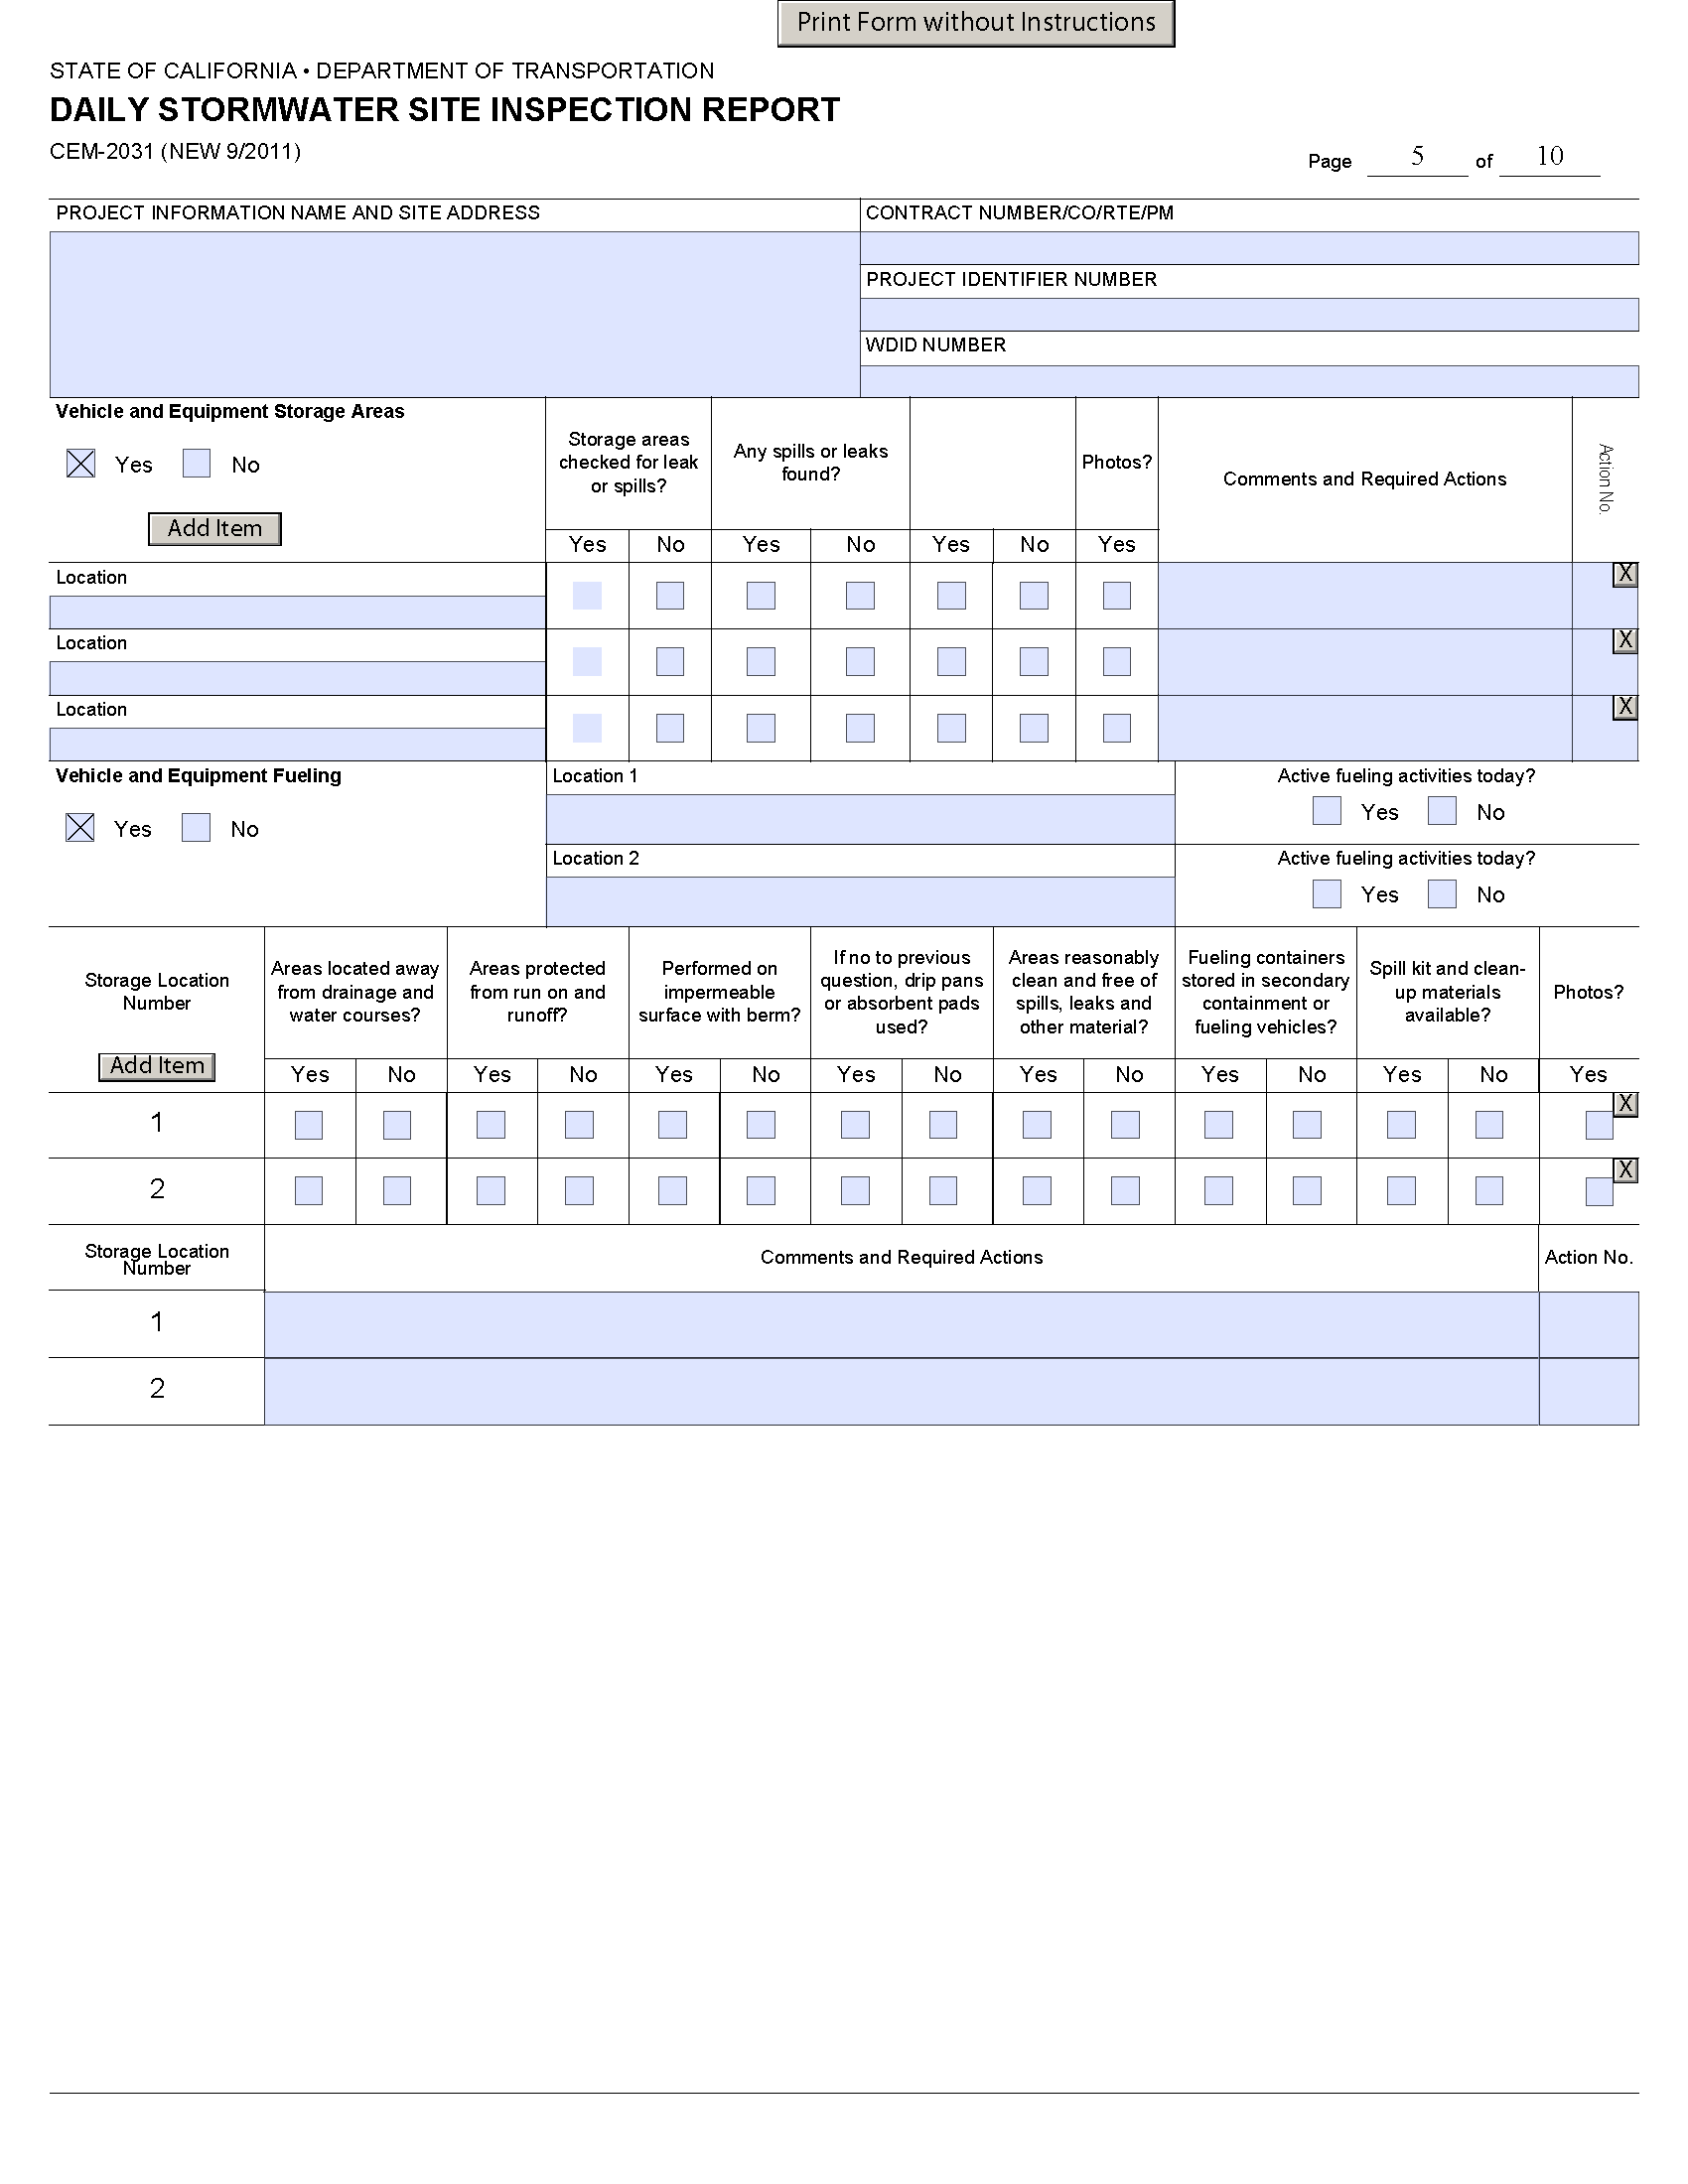 Print Form without Instructions
STATE OF CALIFORNIA • DEPARTMENT OF TRANSPORTATION
DAILY STORMWATER SITE INSPECTION REPORT
CEM-2031 (NEW 9/2011)
Page 5 of 10
PROJECT INFORMATION NAME AND SITE ADDRESS
CONTRACT NUMBER/CO/RTE/PM
PROJECT IDENTIFIER NUMBER
WDID NUMBER
Vehicle and Equipment Storage Areas
Yes No
Add Item
Storage areas
checked for leak
or spills?
Any spills or leaks
found?
Photos?
Comments and Required Actions
Action No.
Yes No Yes No Yes No Yes
Location
X
Location
X
Location
X
Vehicle and Equipment Fueling
Yes No
Location 1
Active fueling activities today?
Yes No
Location 2
Active fueling activities today?
Yes No
Storage Location
Number
Add Item
Areas located away
from drainage and
water courses?
Areas protected
from run on and
runoff?
Performed on
impermeable
surface with berm?
If no to previous
question, drip pans
or absorbent pads
used?
Areas reasonably
clean and free of
spills, leaks and
other material?
Fueling containers
stored in secondary
containment or
fueling vehicles?
Spill kit and clean-
up materials
available?
Photos?
Yes No Yes No Yes No Yes No Yes No Yes No Yes No Yes
1 X
2 X
Storage Location
Number
Comments and Required Actions
Action No.
1
2